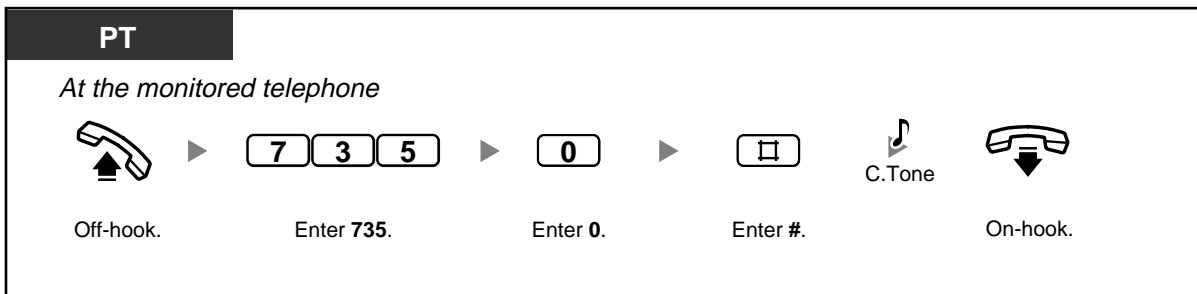 PT
At the monitored telephone
7 3 5 0 #
C.Tone
Off-hook. Enter 735. Enter 0. Enter #. On-hook.